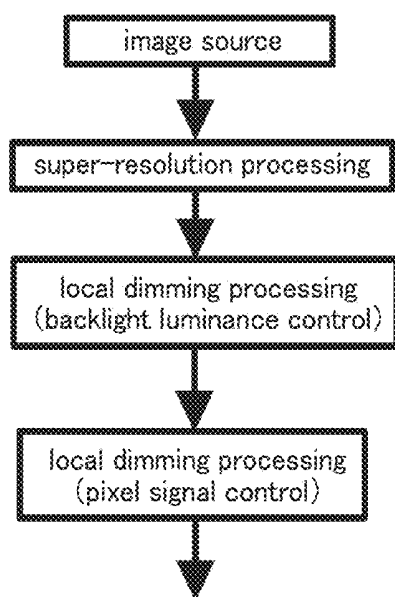 image source
super-resolution processing
local dimming processing
(backlight luminance control)
local dimming processing
(pixel signal control)